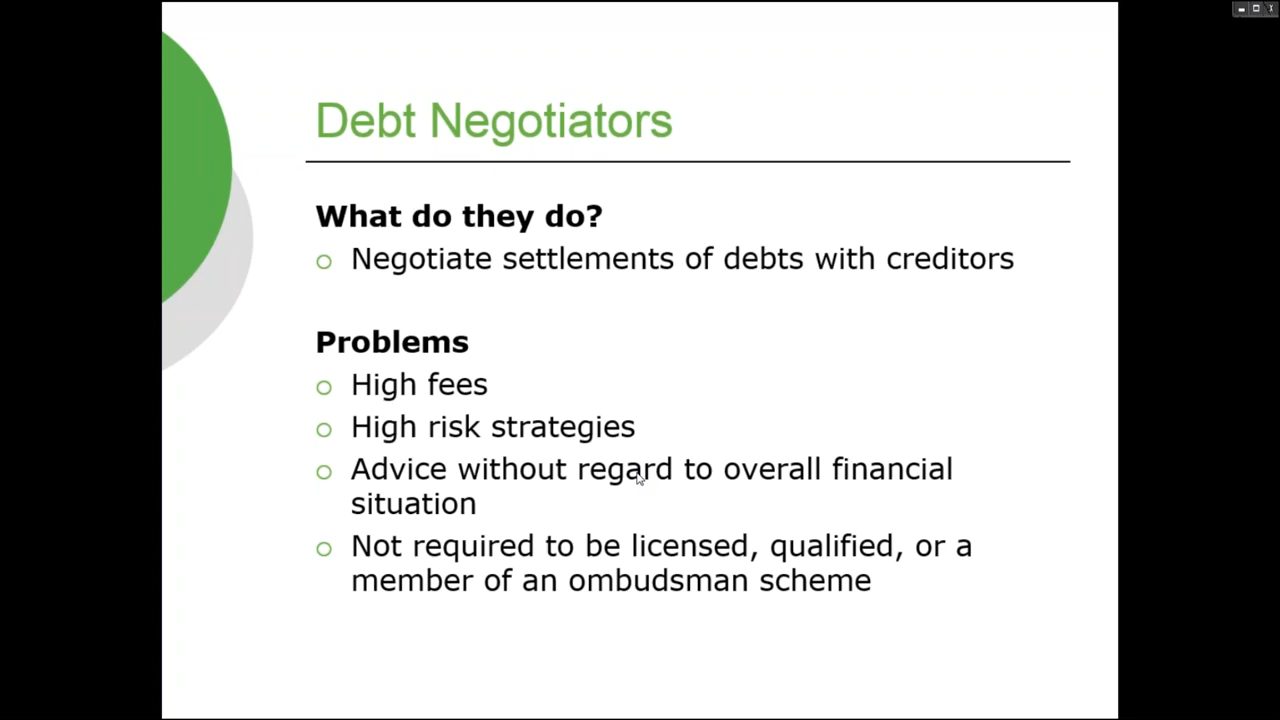 Debt Negotiators
What do they do?
Negotiate settlements of debts with creditors
Problems
High fees
High risk strategies
Advice without regard to overall financial
situation
Not required to be licensed, qualified, or a
member of an ombudsman scheme